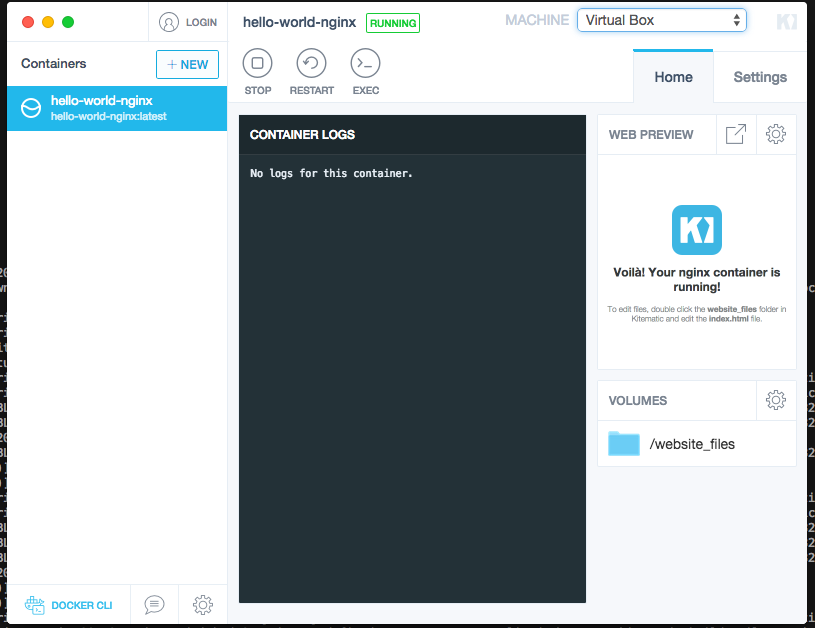 LOGIN
hello-world-nginx RUNNING
MACHINE Virtual Box
Containers
+ NEW
STOP RESTART EXEC
Home Settings
hello-world-nginx
hello-world-nginx:latest
CONTAINER LOGS
No logs for this container.
WEB PREVIEW
Voilà! Your nginx container is
running!
To edit files, double click the website_files folder in
Kitematic and edit the index.html file.
VOLUMES
/website_files
DOCKER CLI